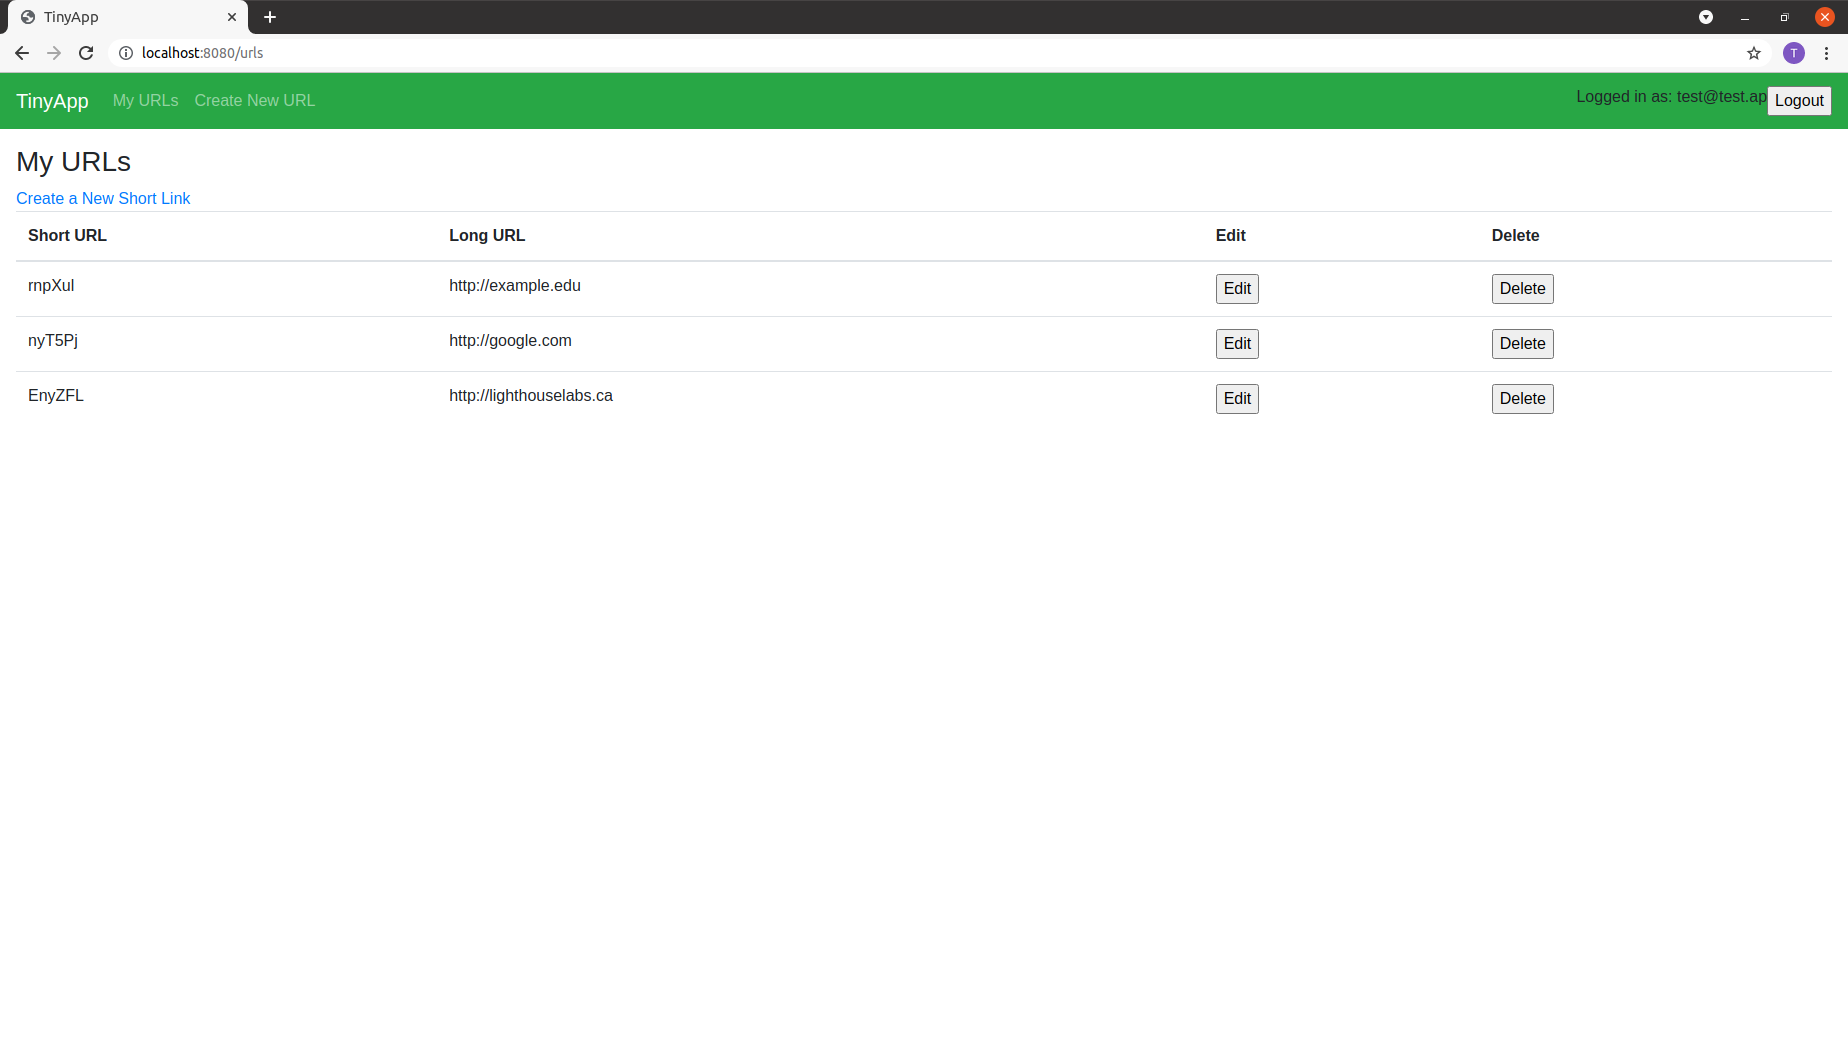 TinyApp
localhost:8080/urls
T
TinyApp My URLs Create New URL Logged in as: test@test.ap Logout
My URLs
Create a New Short Link
Short URL Long URL Edit Delete
rnpXul http://example.edu Edit Delete
nyT5Pj http://google.com Edit Delete
EnyZFL http://lighthouselabs.ca Edit Delete